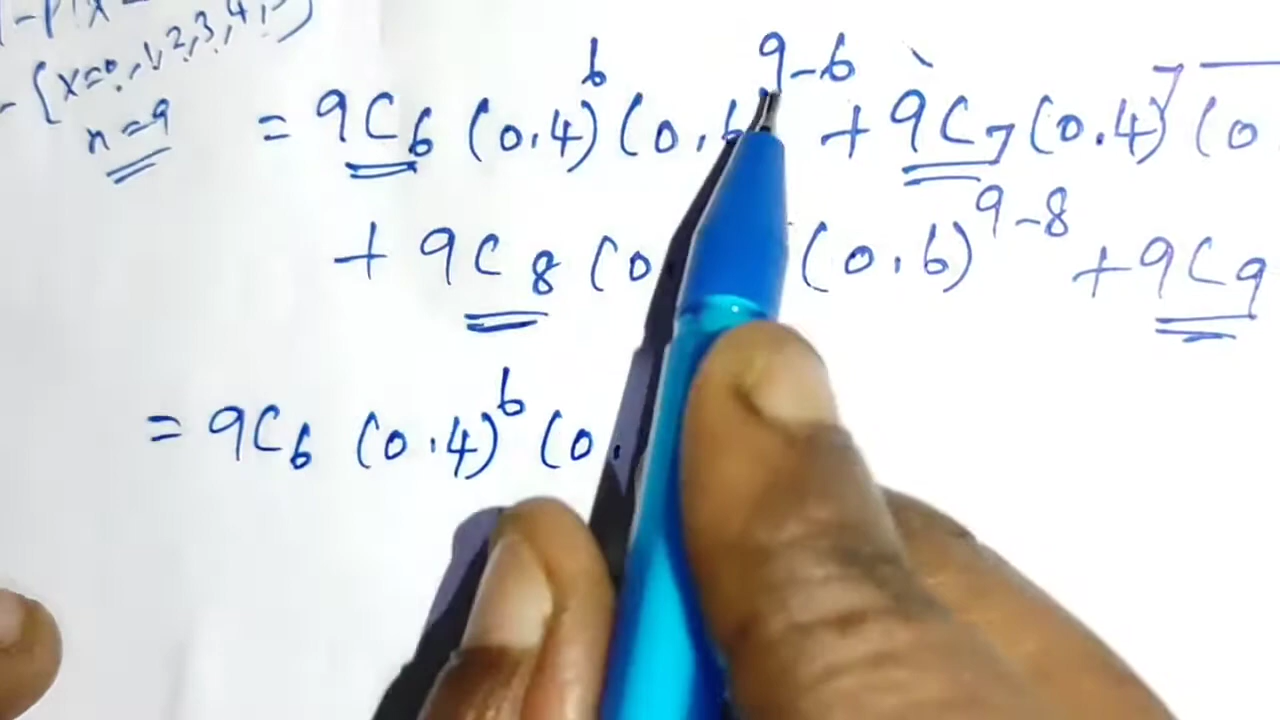 - {x=0,1,2,3,4,5)
n=9
= 9C6 (0.4)^6 (0.6 ^9-6 + 9C7 (0.4)^7 (0
+ 9C8 (0 (0.6)^9-8 + 9C9
= 9C6 (0.4)^6 (0.